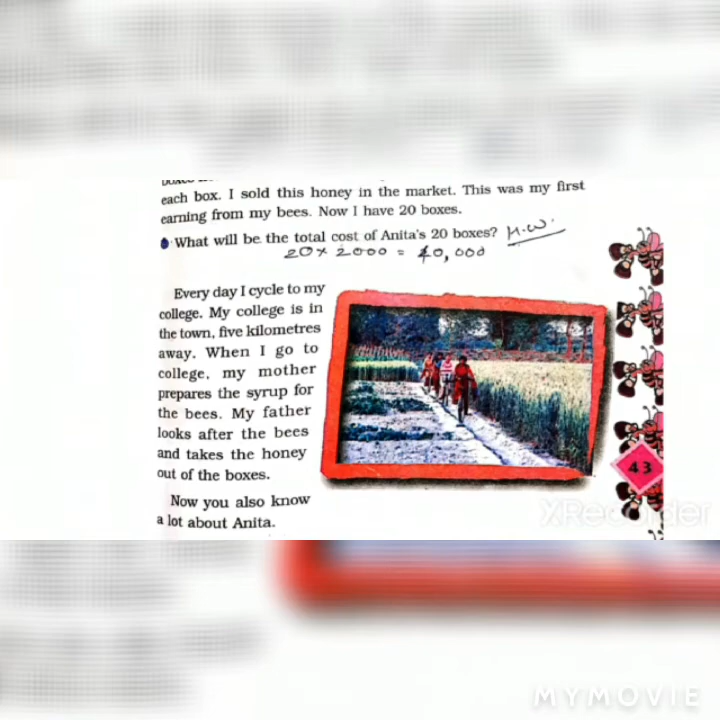 each box. I sold this honey in the market. This was my first
earning from my bees. Now I have 20 boxes.
What will be the total cost of Anita's 20 boxes? H.W.
20 × 2000 = 40,000
Every day I cycle to my
college. My college is in
the town, five kilometres
away. When I go to
college, my mother
prepares the syrup for
the bees. My father
looks after the bees
and takes the honey
out of the boxes.
Now you also know
a lot about Anita.
43
XRecorder
MYMOVIE